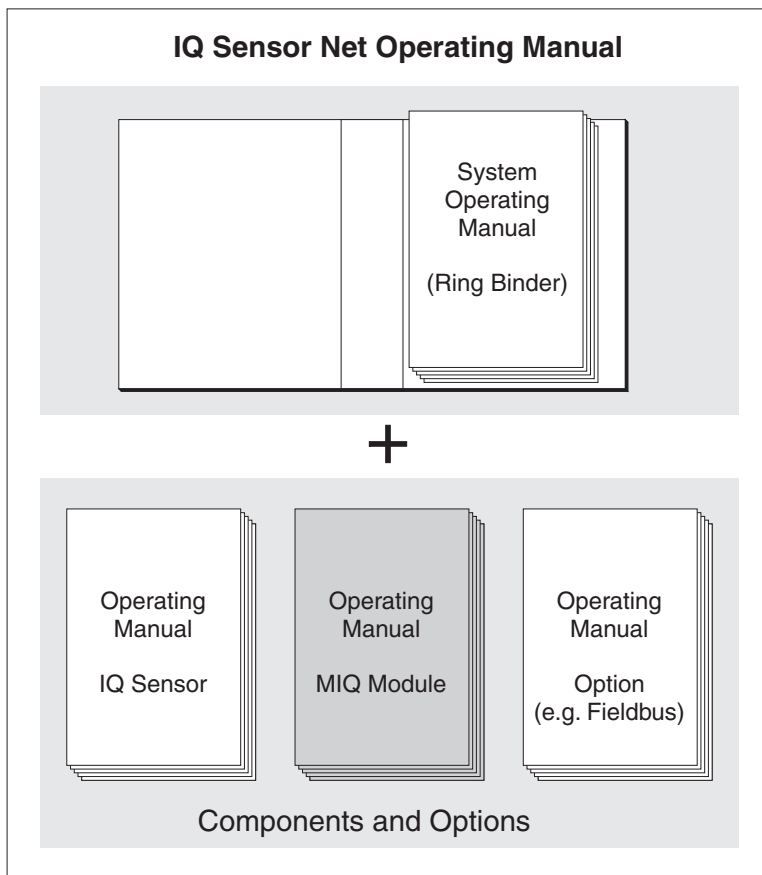 IQ Sensor Net Operating Manual
System
Operating
Manual
(Ring Binder)
+
Operating
Manual
IQ Sensor
Operating
Manual
MIQ Module
Operating
Manual
Option
(e.g. Fieldbus)
Components and Options